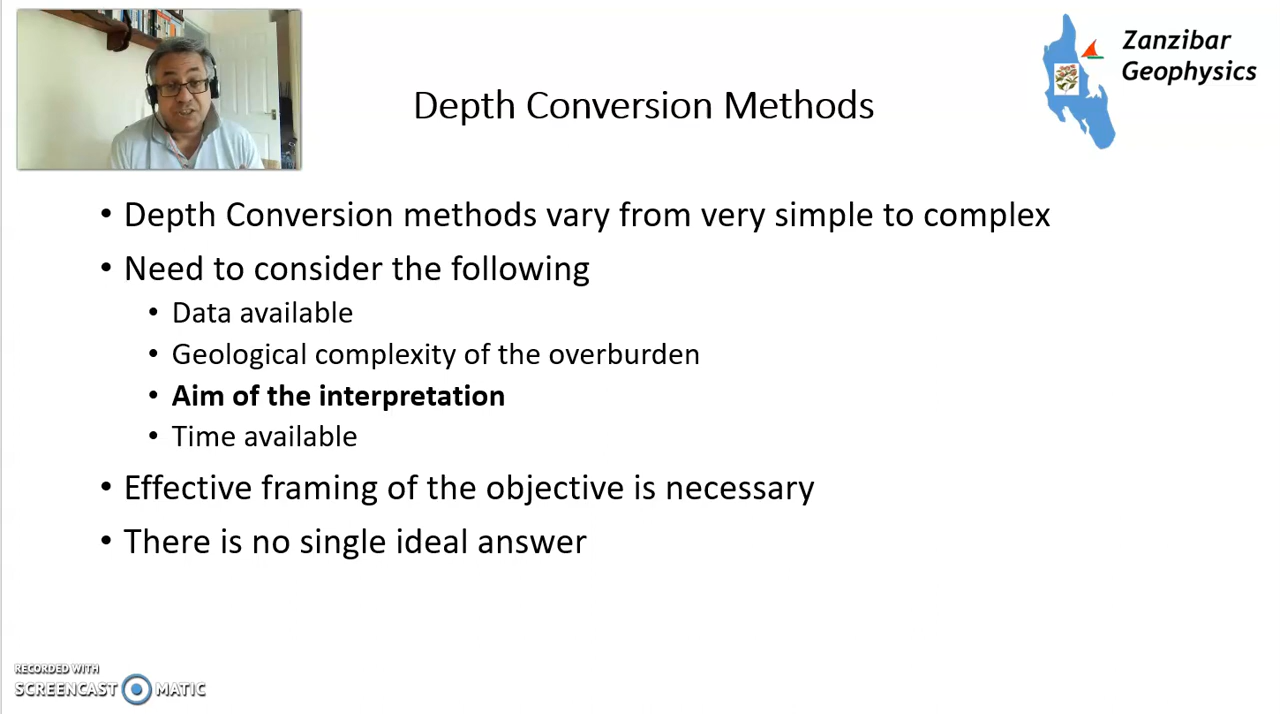 Zanzibar
Geophysics
Depth Conversion Methods
• Depth Conversion methods vary from very simple to complex
• Need to consider the following
• Data available
• Geological complexity of the overburden
• Aim of the interpretation
• Time available
• Effective framing of the objective is necessary
• There is no single ideal answer
RECORDED WITH
SCREENCAST MATIC